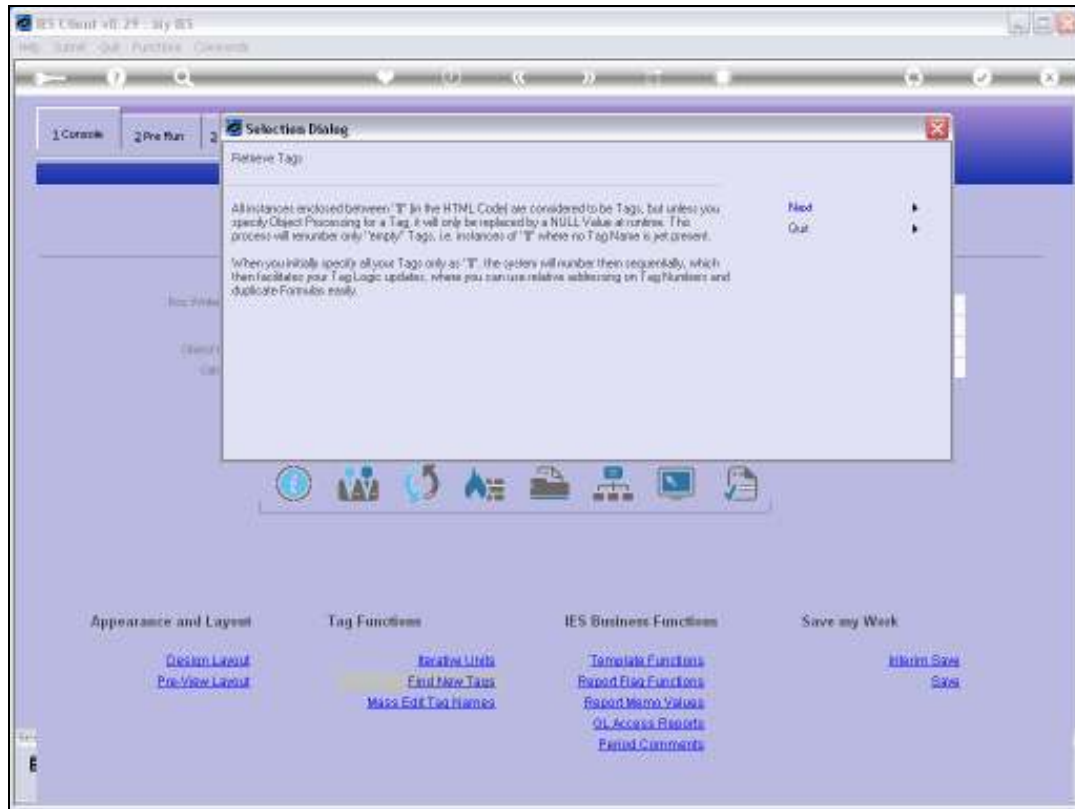 IES Client v8.29 : My IES
Help Submit Quit Functions Commands
1 Console
2 Pre Run
Selection Dialog
Retrieve Tags
All instances enclosed between "||" [in the HTML Code] are considered to be Tags, but unless you
specify Object Processing for a Tag, it will only be replaced by a NULL Value at runtime. This
process will renumber only "empty" Tags, i.e. instances of "||" where no Tag Name is yet present.
When you initially specify all your Tags only as "||", the system will number them sequentially, which
then facilitates your Tag Logic updates, where you can use relative addressing on Tag Numbers and
duplicate Formulas easily.
Next
Quit
Appearance and Layout
Design Layout
Pre-View Layout
Tag Functions
Iterative Units
Find New Tags
Mass Edit Tag Names
IES Business Functions
Template Functions
Report Flag Functions
Report Memo Values
GL Access Reports
Period Comments
Save my Work
Interim Save
Save